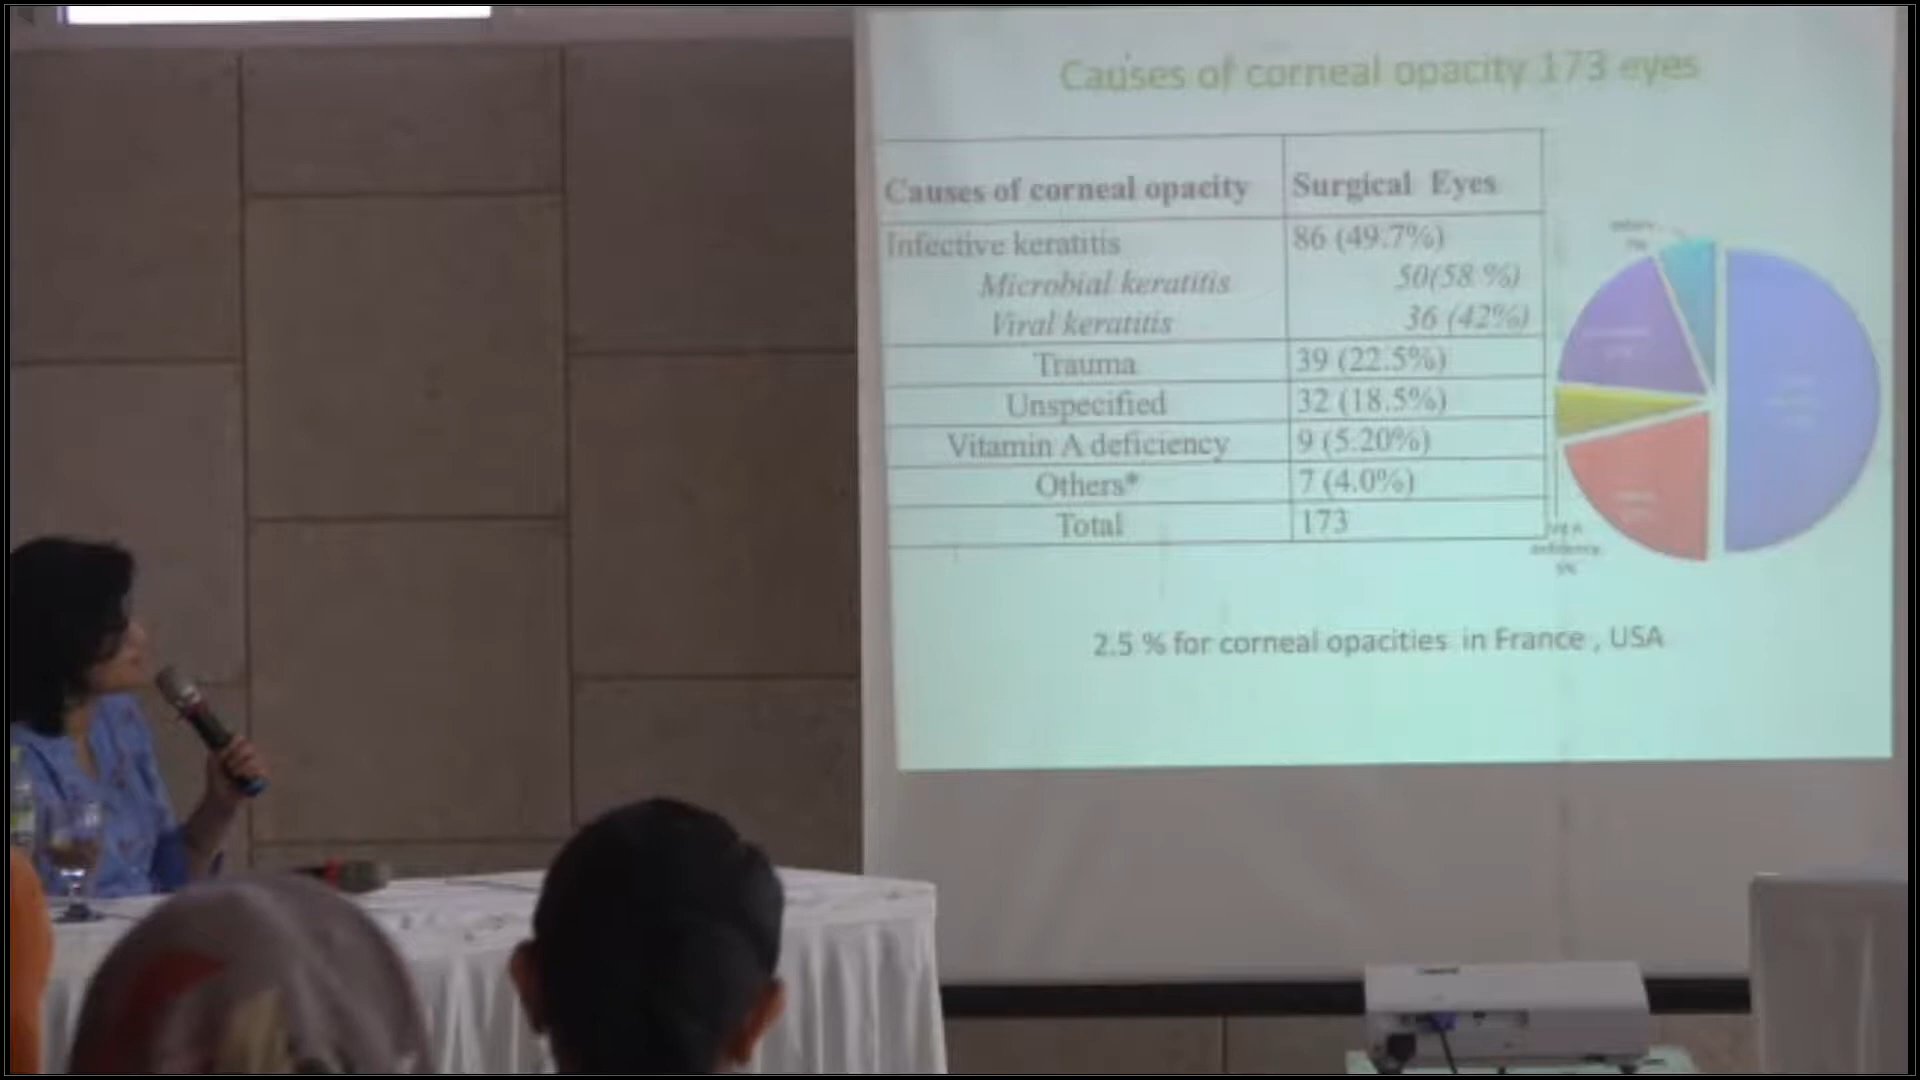 Causes of corneal opacity 173 eyes
Causes of corneal opacity Surgical Eyes
Infective keratitis 86 (49.7%)
Microbial keratitis 50(58 %)
Viral keratitis 36 (42%)
Trauma 39 (22.5%)
Unspecified 32 (18.5%)
Vitamin A deficiency 9 (5.20%)
Others* 7 (4.0%)
Total 173
2.5 % for corneal opacities in France , USA